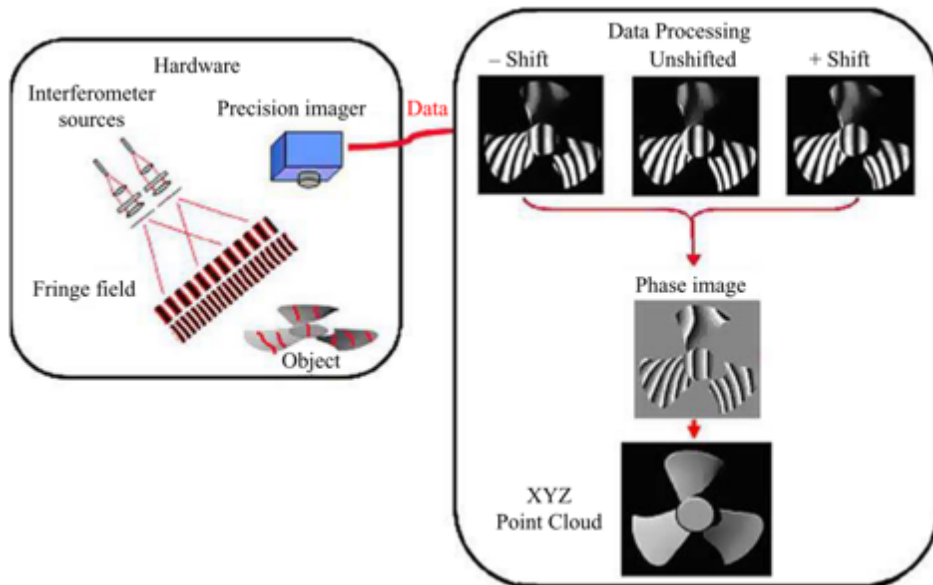 Hardware
Interferometer
sources
Precision imager
Data
Fringe field
Object
Data Processing
– Shift
Unshifted
+ Shift
Phase image
XYZ
Point Cloud